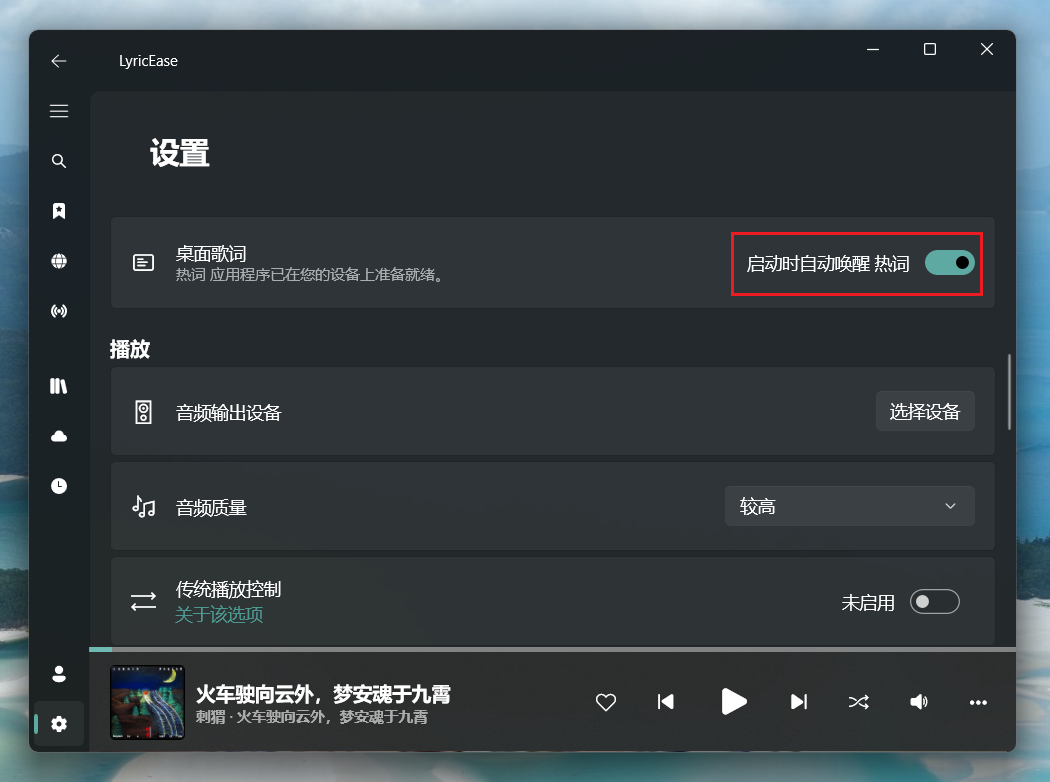 LyricEase
设置
桌面歌词
热词 应用程序已在您的设备上准备就绪。
启动时自动唤醒 热词
播放
音频输出设备
选择设备
音频质量
较高
传统播放控制
关于该选项
未启用
火车驶向云外，梦安魂于九霄
刺猬 · 火车驶向云外，梦安魂于九霄